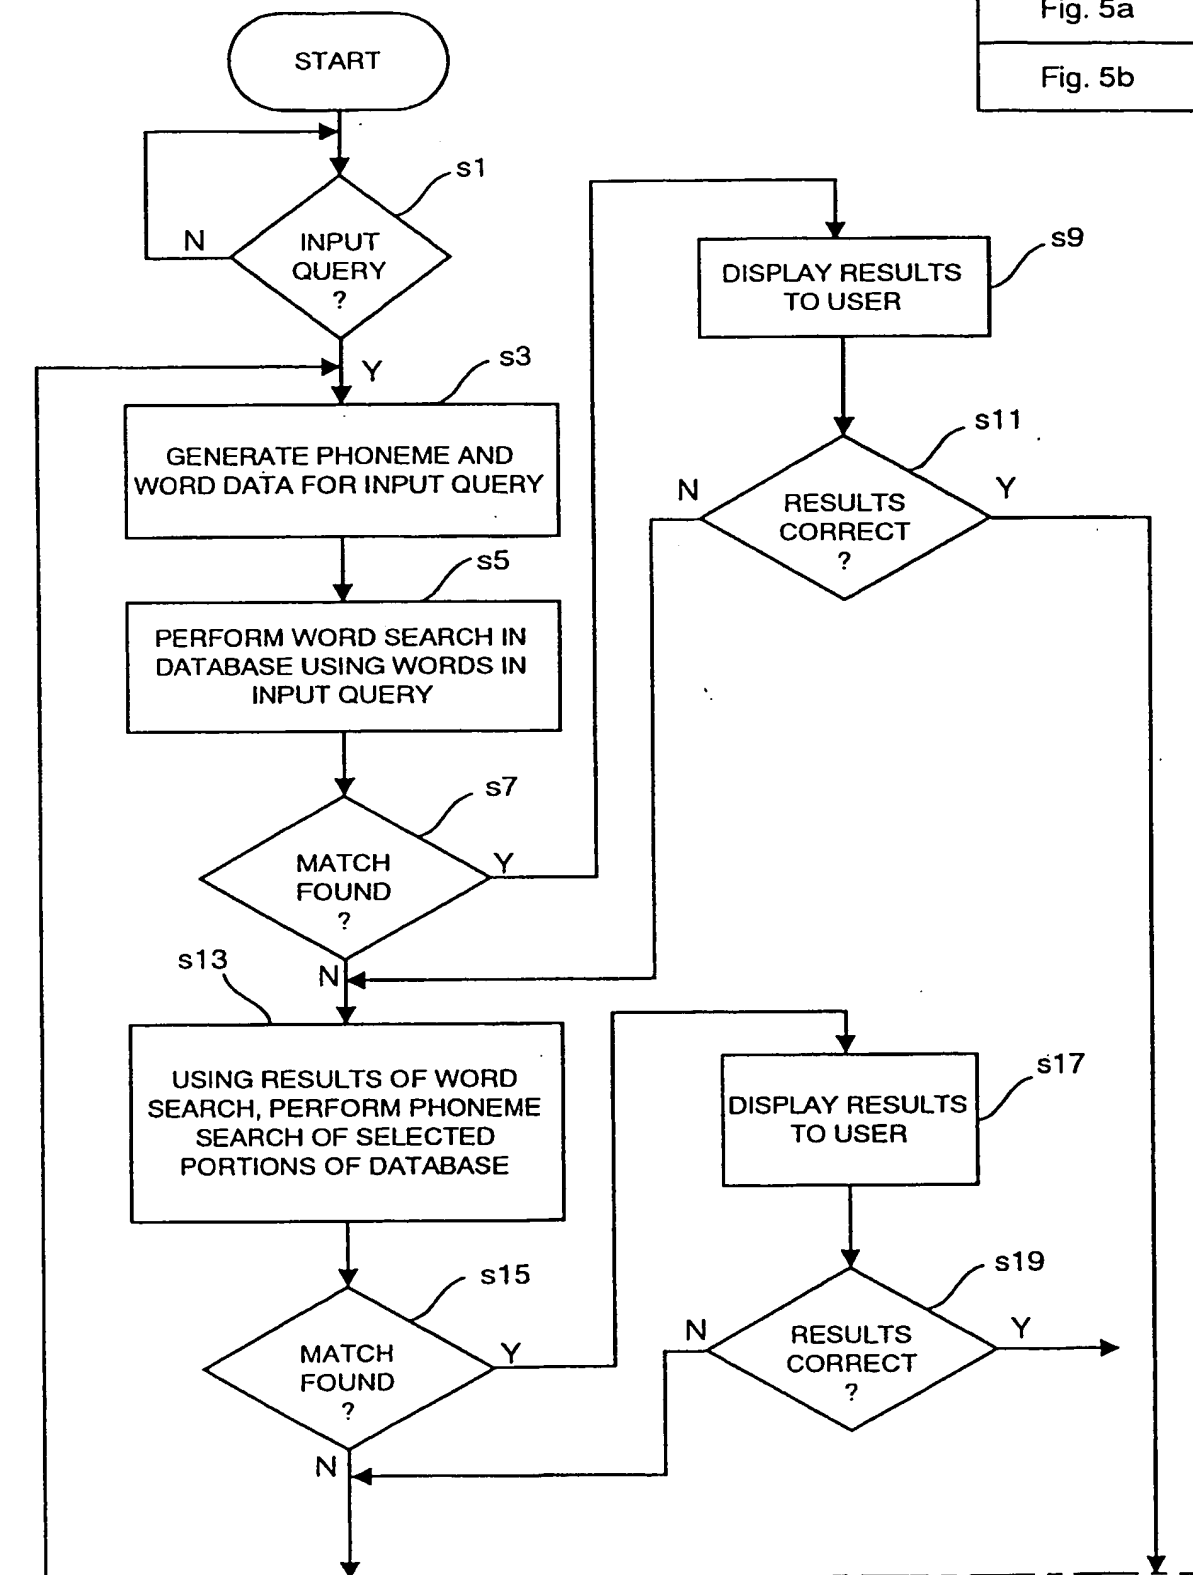 Fig. 5a
Fig. 5b
START
s1
N
INPUT
QUERY
?
Y
s3
GENERATE PHONEME AND
WORD DATA FOR INPUT QUERY
s5
PERFORM WORD SEARCH IN
DATABASE USING WORDS IN
INPUT QUERY
s7
MATCH
FOUND
?
Y
N
s9
DISPLAY RESULTS
TO USER
s11
N
RESULTS
CORRECT
?
Y
s13
USING RESULTS OF WORD
SEARCH, PERFORM PHONEME
SEARCH OF SELECTED
PORTIONS OF DATABASE
s15
MATCH
FOUND
?
Y
N
s17
DISPLAY RESULTS
TO USER
s19
N
RESULTS
CORRECT
?
Y